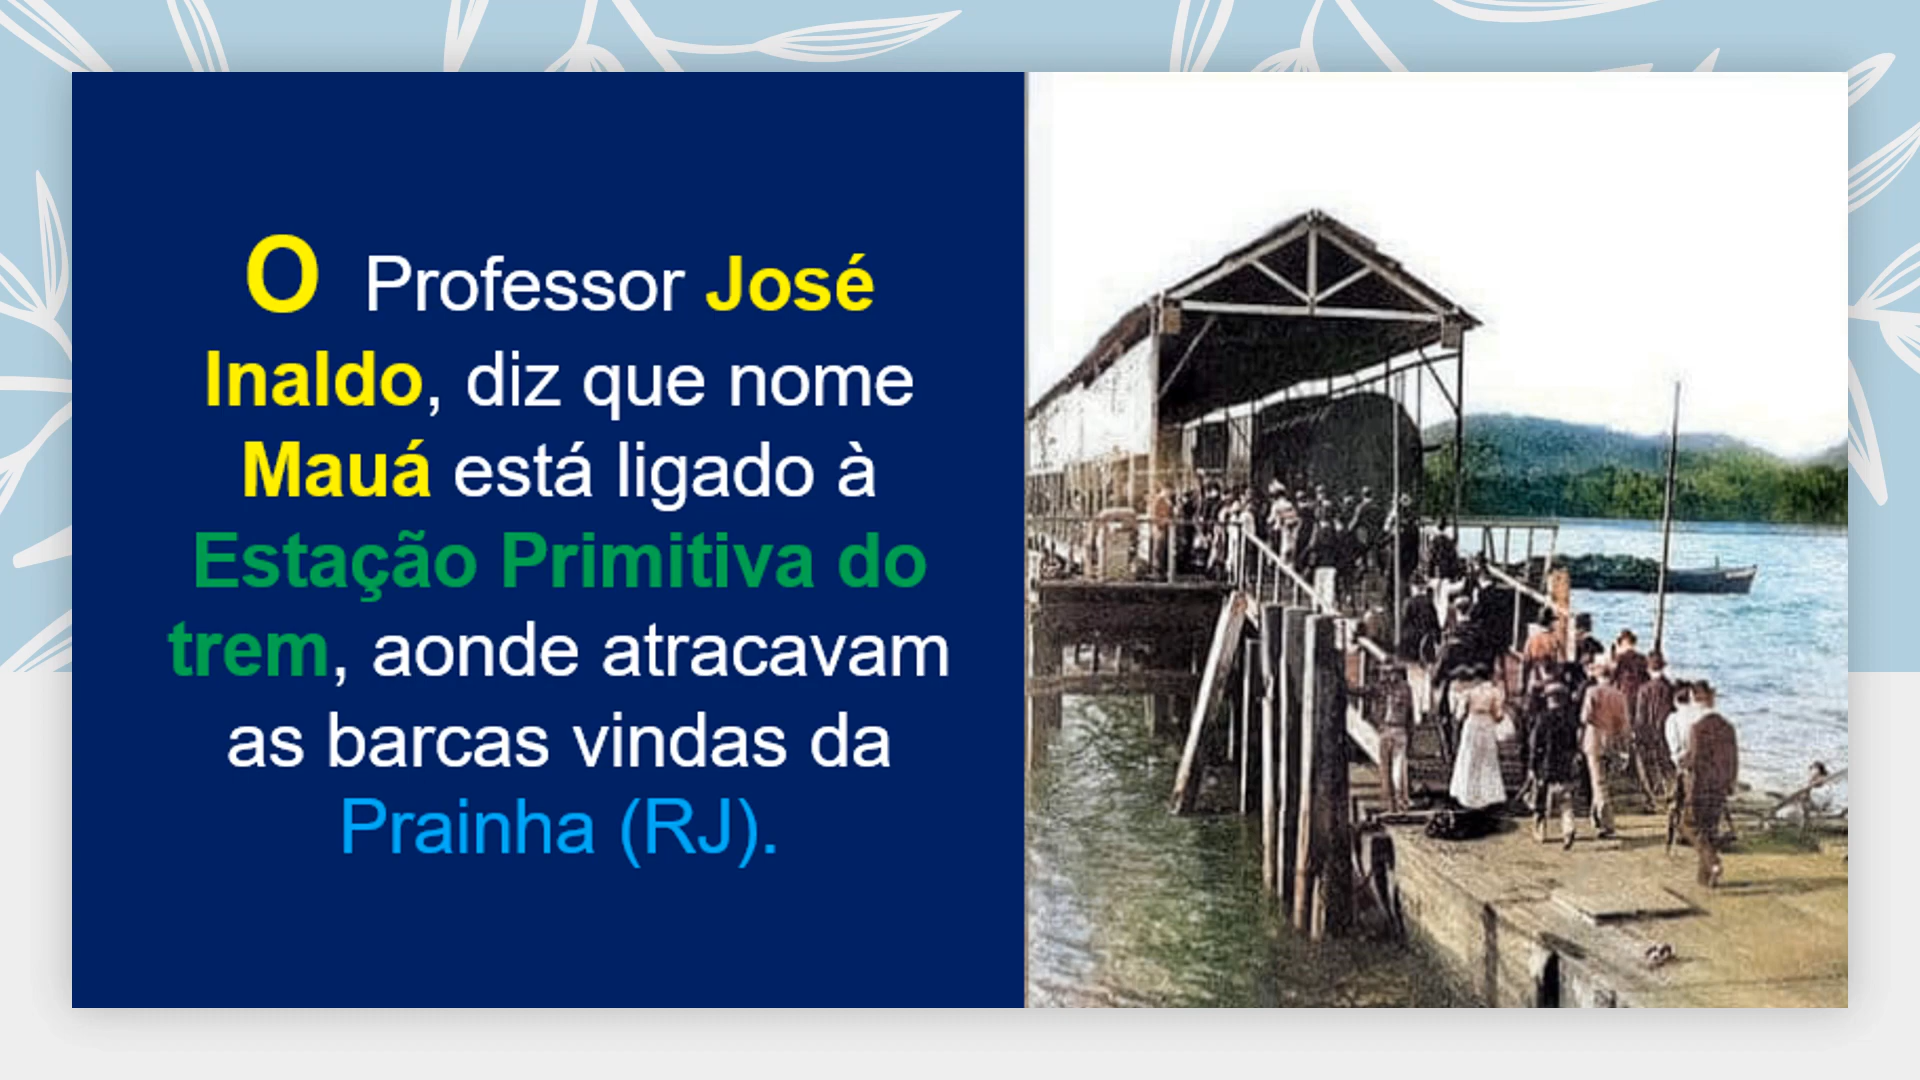 O Professor José
Inaldo, diz que nome
Mauá está ligado à
Estação Primitiva do
trem, aonde atracavam
as barcas vindas da
Prainha (RJ).